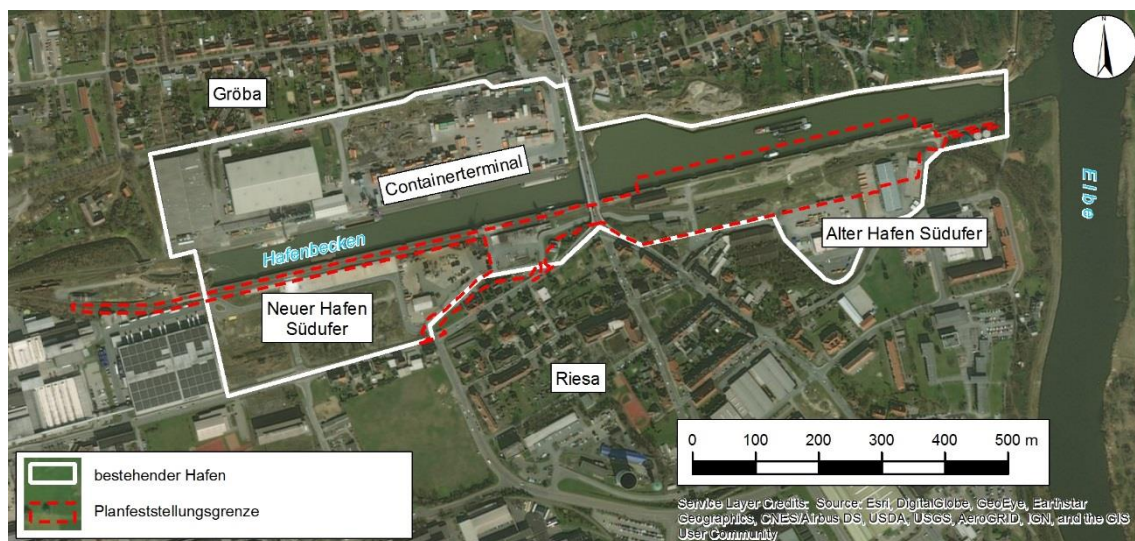 N
Gröba
Containerterminal
Hafenbecken
Elbe
Alter Hafen Südufer
Neuer Hafen
Südufer
Riesa
0 100 200 300 400 500 m
bestehender Hafen
Planfeststellungsgrenze
Service Layer Credits: Source: Esri, DigitalGlobe, GeoEye, Earthstar
Geographics, CNES/Airbus DS, USDA, USGS, AeroGRID, IGN, and the GIS
User Community